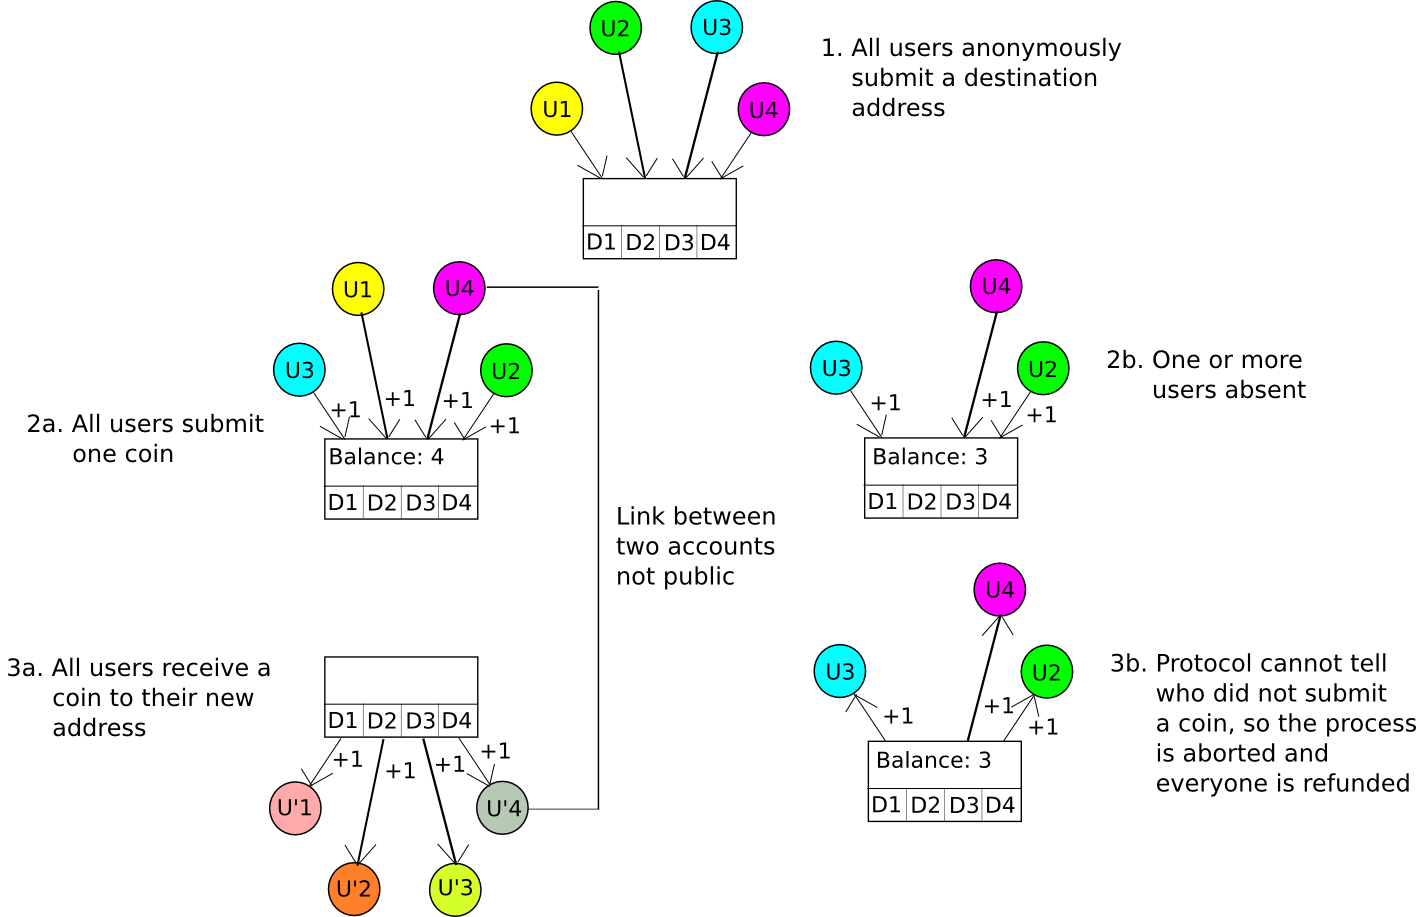 U2
U3
1. All users anonymously
submit a destination
address
U1
U4
D1 D2 D3 D4
U1
U4
U3
U2
+1
+1
+1
+1
2a. All users submit
one coin
Balance: 4
D1 D2 D3 D4
U4
U3
U2
2b. One or more
users absent
+1
+1
+1
Balance: 3
D1 D2 D3 D4
Link between
two accounts
not public
3a. All users receive a
coin to their new
address
D1 D2 D3 D4
+1
+1
+1
+1
U'1
U'4
U'2
U'3
U4
U3
U2
3b. Protocol cannot tell
who did not submit
a coin, so the process
is aborted and
everyone is refunded
+1
+1
+1
Balance: 3
D1 D2 D3 D4